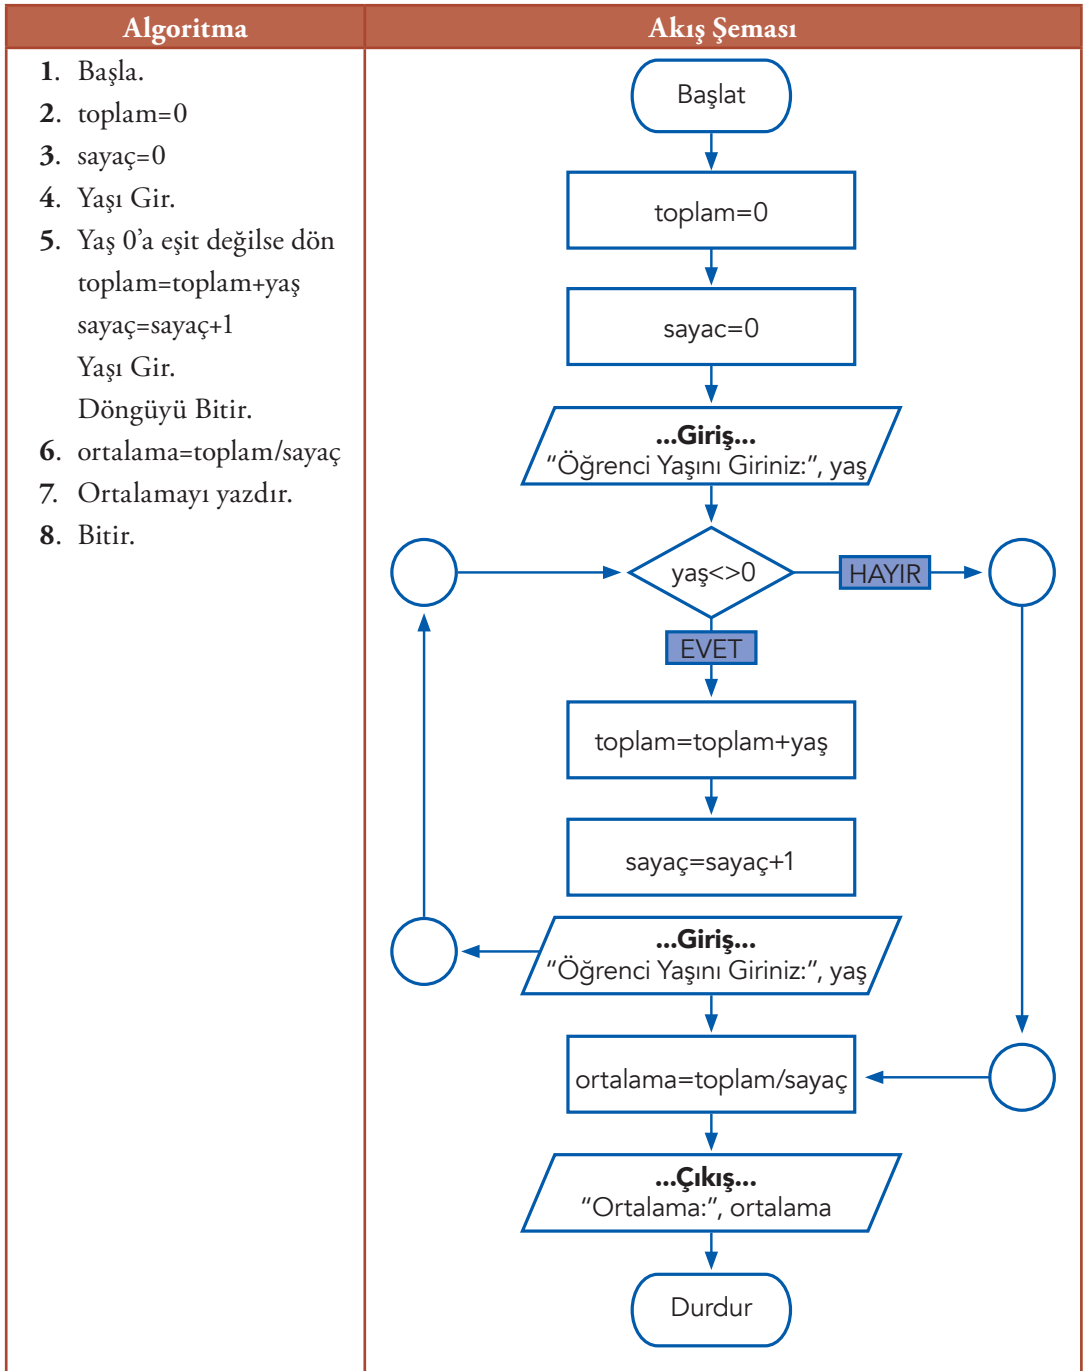 Algoritma
1. Başla.
2. toplam=0
3. sayaç=0
4. Yaşı Gir.
5. Yaş 0’a eşit değilse dön
toplam=toplam+yaş
sayaç=sayaç+1
Yaşı Gir.
Döngüyü Bitir.
6. ortalama=toplam/sayaç
7. Ortalamayı yazdır.
8. Bitir.
Akış Şeması
Başlat
toplam=0
sayac=0
...Giriş...
“Öğrenci Yaşını Giriniz:”, yaş
yaş<>0
HAYIR
EVET
toplam=toplam+yaş
sayaç=sayaç+1
...Giriş...
“Öğrenci Yaşını Giriniz:”, yaş
ortalama=toplam/sayaç
...Çıkış...
“Ortalama:”, ortalama
Durdur